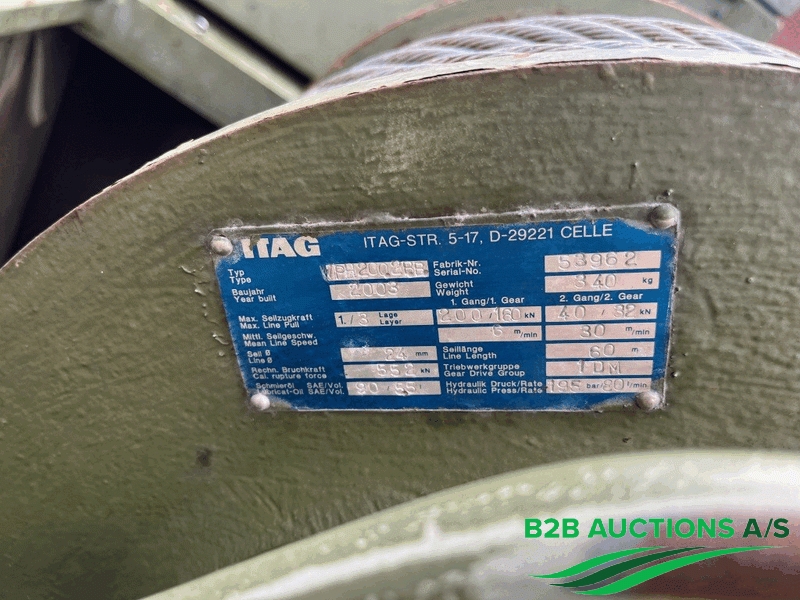 ITAG ITAG-STR. 5-17, D-29221 CELLE
Typ Type Fabrik-Nr. Serial-No. 53962
Baujahr Year built 2003 Gewicht Weight 340 kg
1. Gang/1. Gear 2. Gang/2. Gear
Max. Seilzugkraft Max. Line Pull 1./3 Lage Layer 200/160 kN 40/32 kN
Mittl. Seilgeschw. Mean Line Speed 6 m/min 30 m/min
Seil Ø Line Ø 24 mm Seillänge Line Length 60 m
Rechn. Bruchkraft Cal. rupture force 552 kN Triebwerkgruppe Gear Drive Group
Schmieröl SAE/Vol. Lubricat-Oil SAE/Vol. Hydraulik Druck/Rate Hydraulic Press/Rate 195 bar/80 l/min
B2B AUCTIONS A/S